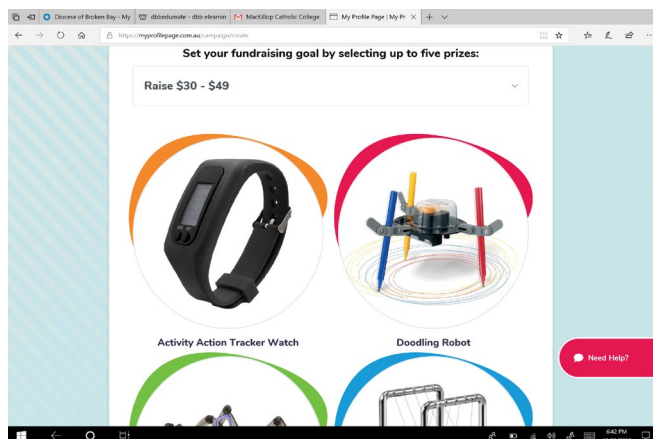 Diocese of Broken Bay - My
dbbedumate - dbb elearnin
MacKillop Catholic College
My Profile Page | My Pr
https://myprofilepage.com.au/campaign/create
Set your fundraising goal by selecting up to five prizes:
Raise $30 - $49
Activity Action Tracker Watch
Doodling Robot
Need Help?
6:42 PM